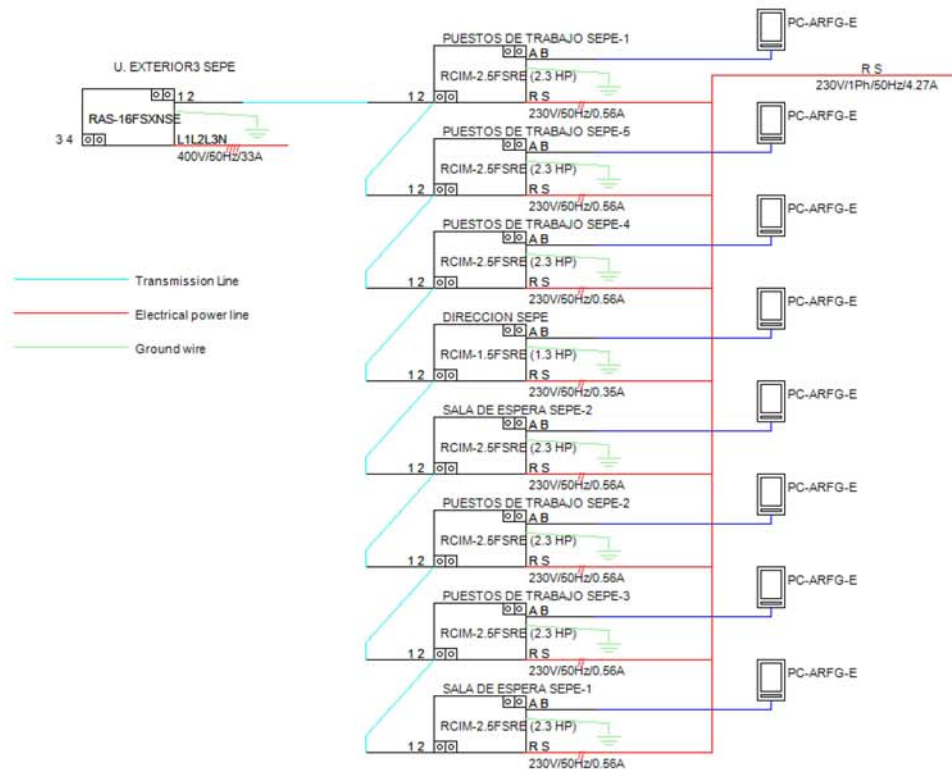 U. EXTERIOR3 SEPE
1 2
RAS-16FSXNSE
3 4
L1L2L3N
400V/50Hz/33A
Transmission Line
Electrical power line
Ground wire
R S
230V/1Ph/50Hz/4.27A
PUESTOS DE TRABAJO SEPE-1
A B
RCIM-2.5FSRE (2.3 HP)
1 2
R S
230V/50Hz/0.56A
PC-ARFG-E
PUESTOS DE TRABAJO SEPE-5
A B
RCIM-2.5FSRE (2.3 HP)
1 2
R S
230V/50Hz/0.56A
PC-ARFG-E
PUESTOS DE TRABAJO SEPE-4
A B
RCIM-2.5FSRE (2.3 HP)
1 2
R S
230V/50Hz/0.56A
PC-ARFG-E
DIRECCION SEPE
A B
RCIM-1.5FSRE (1.3 HP)
1 2
R S
230V/50Hz/0.35A
PC-ARFG-E
SALA DE ESPERA SEPE-2
A B
RCIM-2.5FSRE (2.3 HP)
1 2
R S
230V/50Hz/0.56A
PC-ARFG-E
PUESTOS DE TRABAJO SEPE-2
A B
RCIM-2.5FSRE (2.3 HP)
1 2
R S
230V/50Hz/0.56A
PC-ARFG-E
PUESTOS DE TRABAJO SEPE-3
A B
RCIM-2.5FSRE (2.3 HP)
1 2
R S
230V/50Hz/0.56A
PC-ARFG-E
SALA DE ESPERA SEPE-1
A B
RCIM-2.5FSRE (2.3 HP)
1 2
R S
230V/50Hz/0.56A
PC-ARFG-E